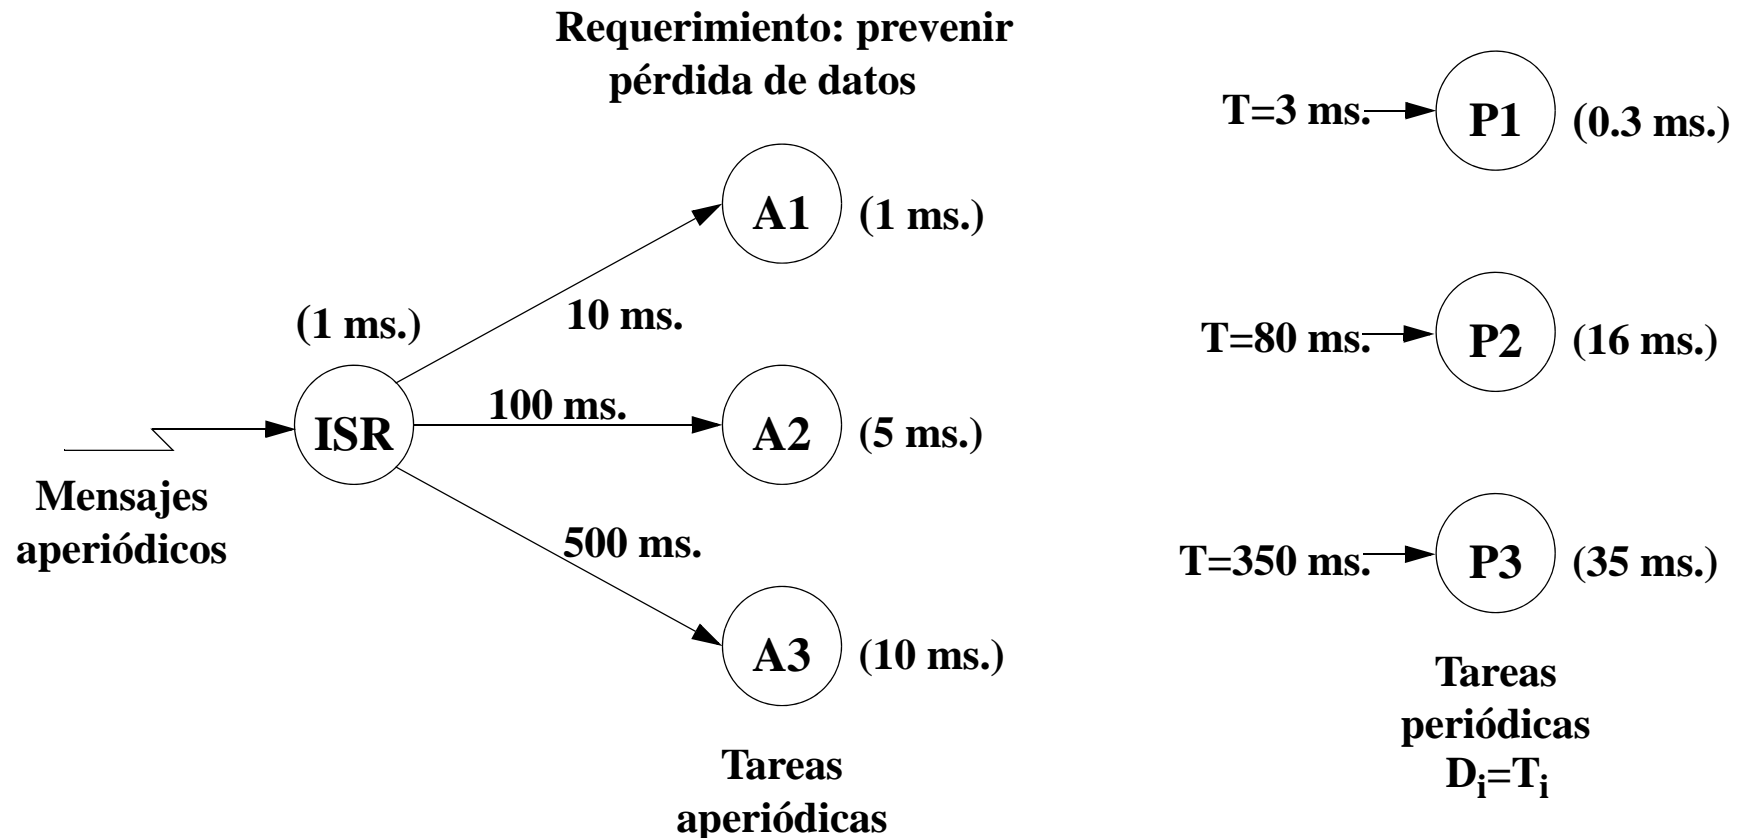 Requerimiento: prevenir
pérdida de datos
A1
(1 ms.)
10 ms.
(1 ms.)
ISR
100 ms.
A2
(5 ms.)
Mensajes
aperiódicos
500 ms.
A3
(10 ms.)
Tareas
aperiódicas
T=3 ms.
P1
(0.3 ms.)
T=80 ms.
P2
(16 ms.)
T=350 ms.
P3
(35 ms.)
Tareas
periódicas
Di=Ti